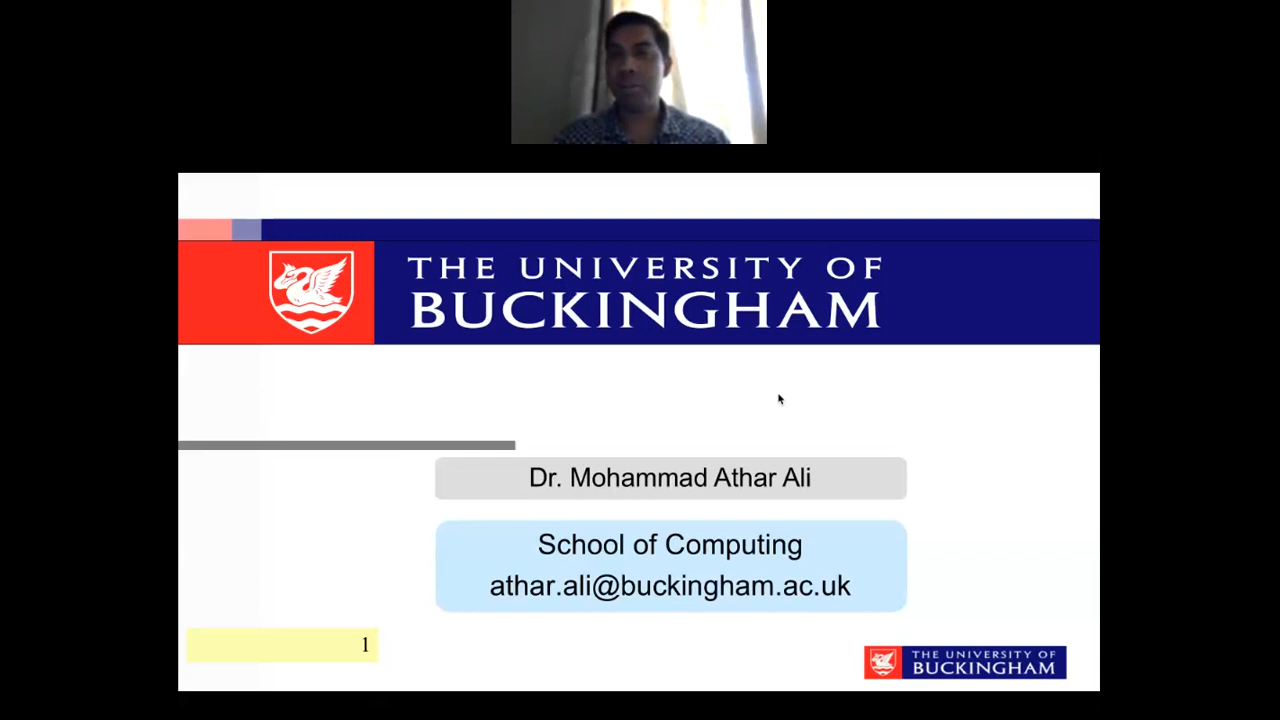 THE UNIVERSITY OF
BUCKINGHAM
Dr. Mohammad Athar Ali
School of Computing
athar.ali@buckingham.ac.uk
1
THE UNIVERSITY OF
BUCKINGHAM